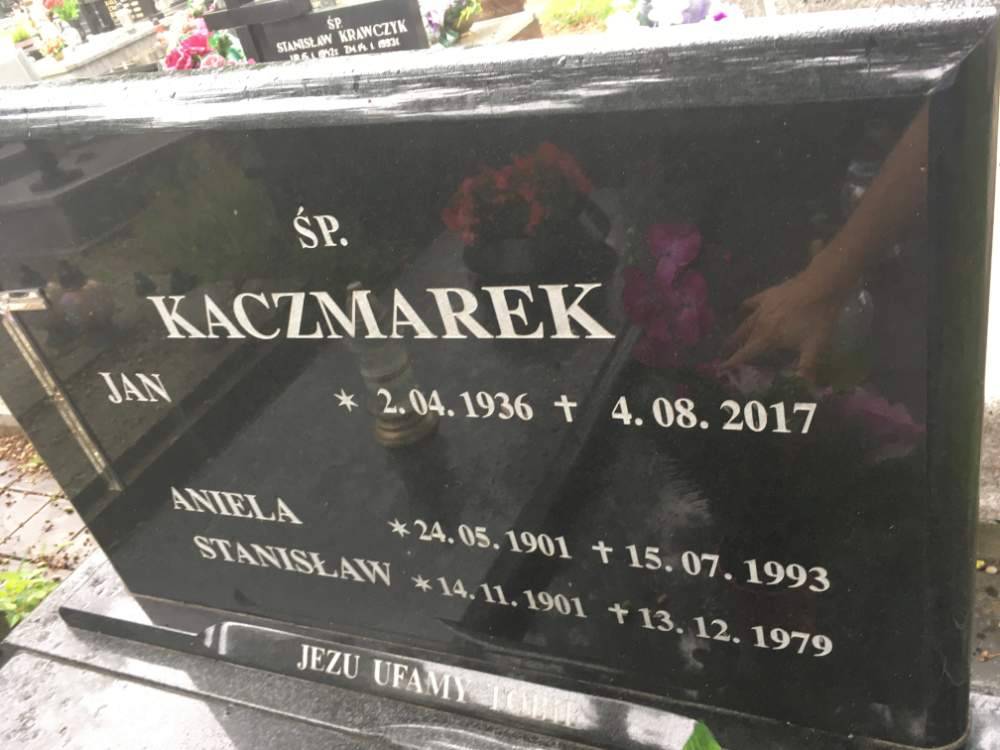 ŚP.
STANISŁAW KRAWCZYK
ŚP.
KACZMAREK
JAN * 2.04.1936 † 4.08.2017
ANIELA * 24.05.1901 † 15.07.1993
STANISŁAW * 14.11.1901 † 13.12.1979
JEZU UFAMY TOBIE